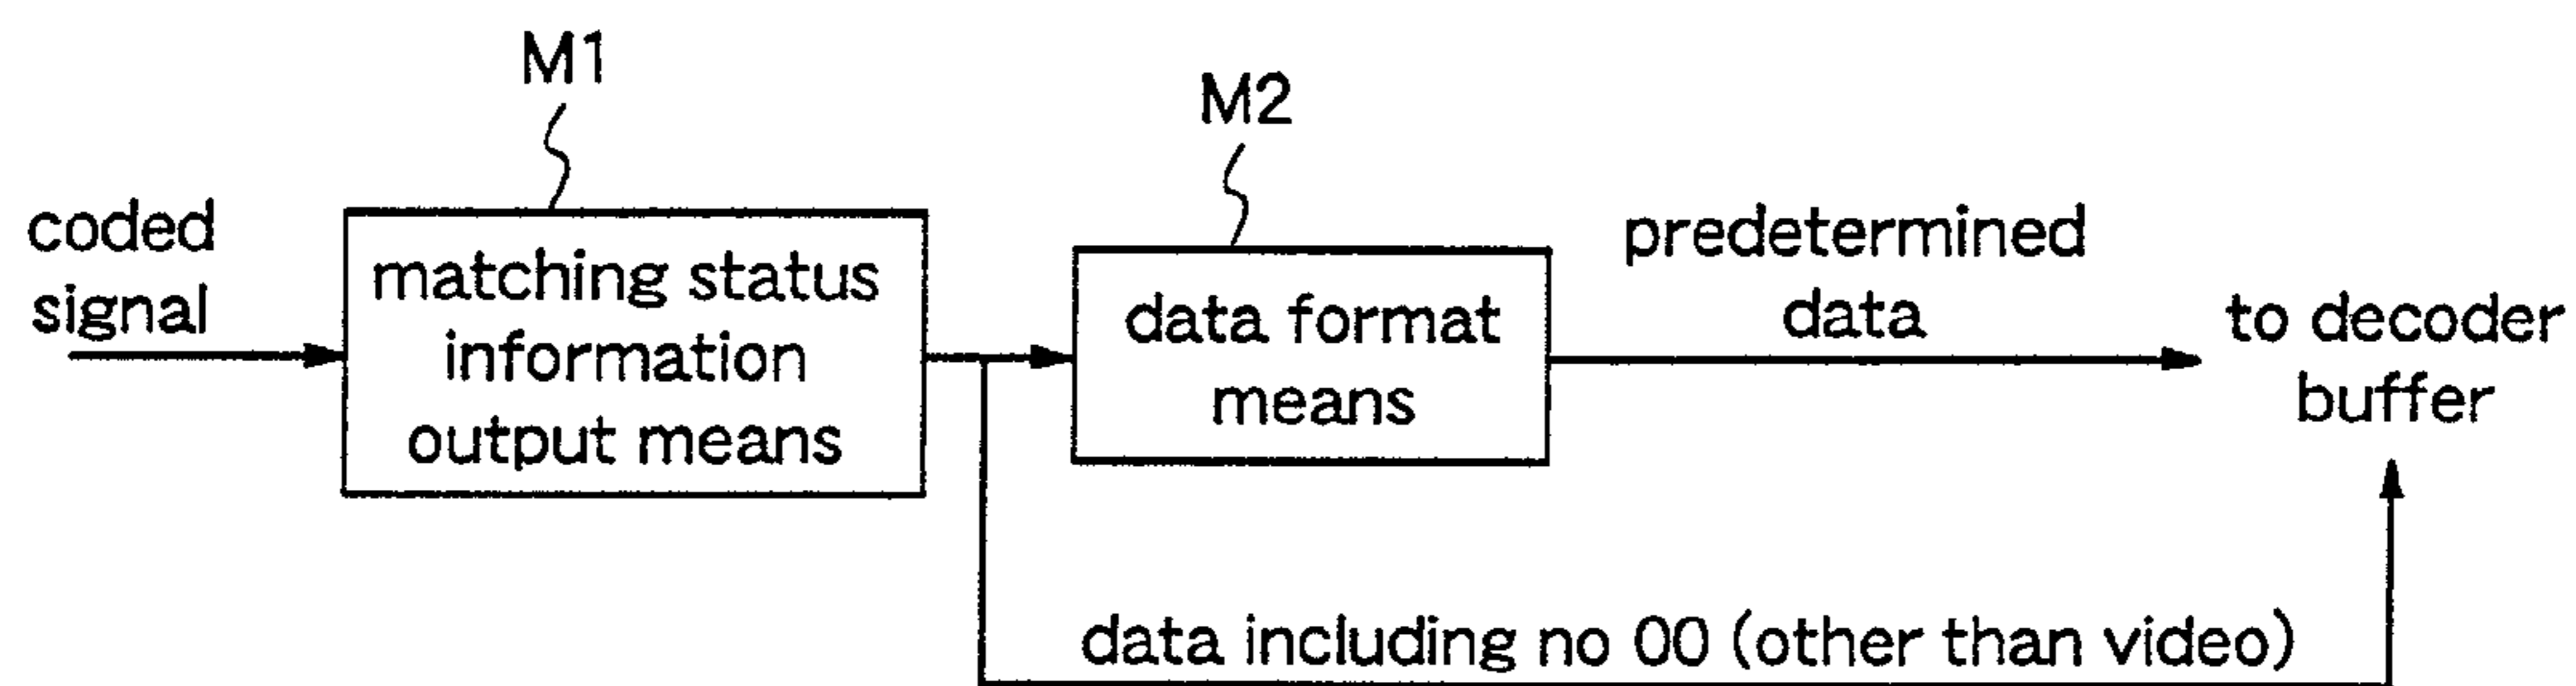 M1
M2
coded
signal
matching status
information
output means
data format
means
predetermined
data
to decoder
buffer
data including no 00 (other than video)